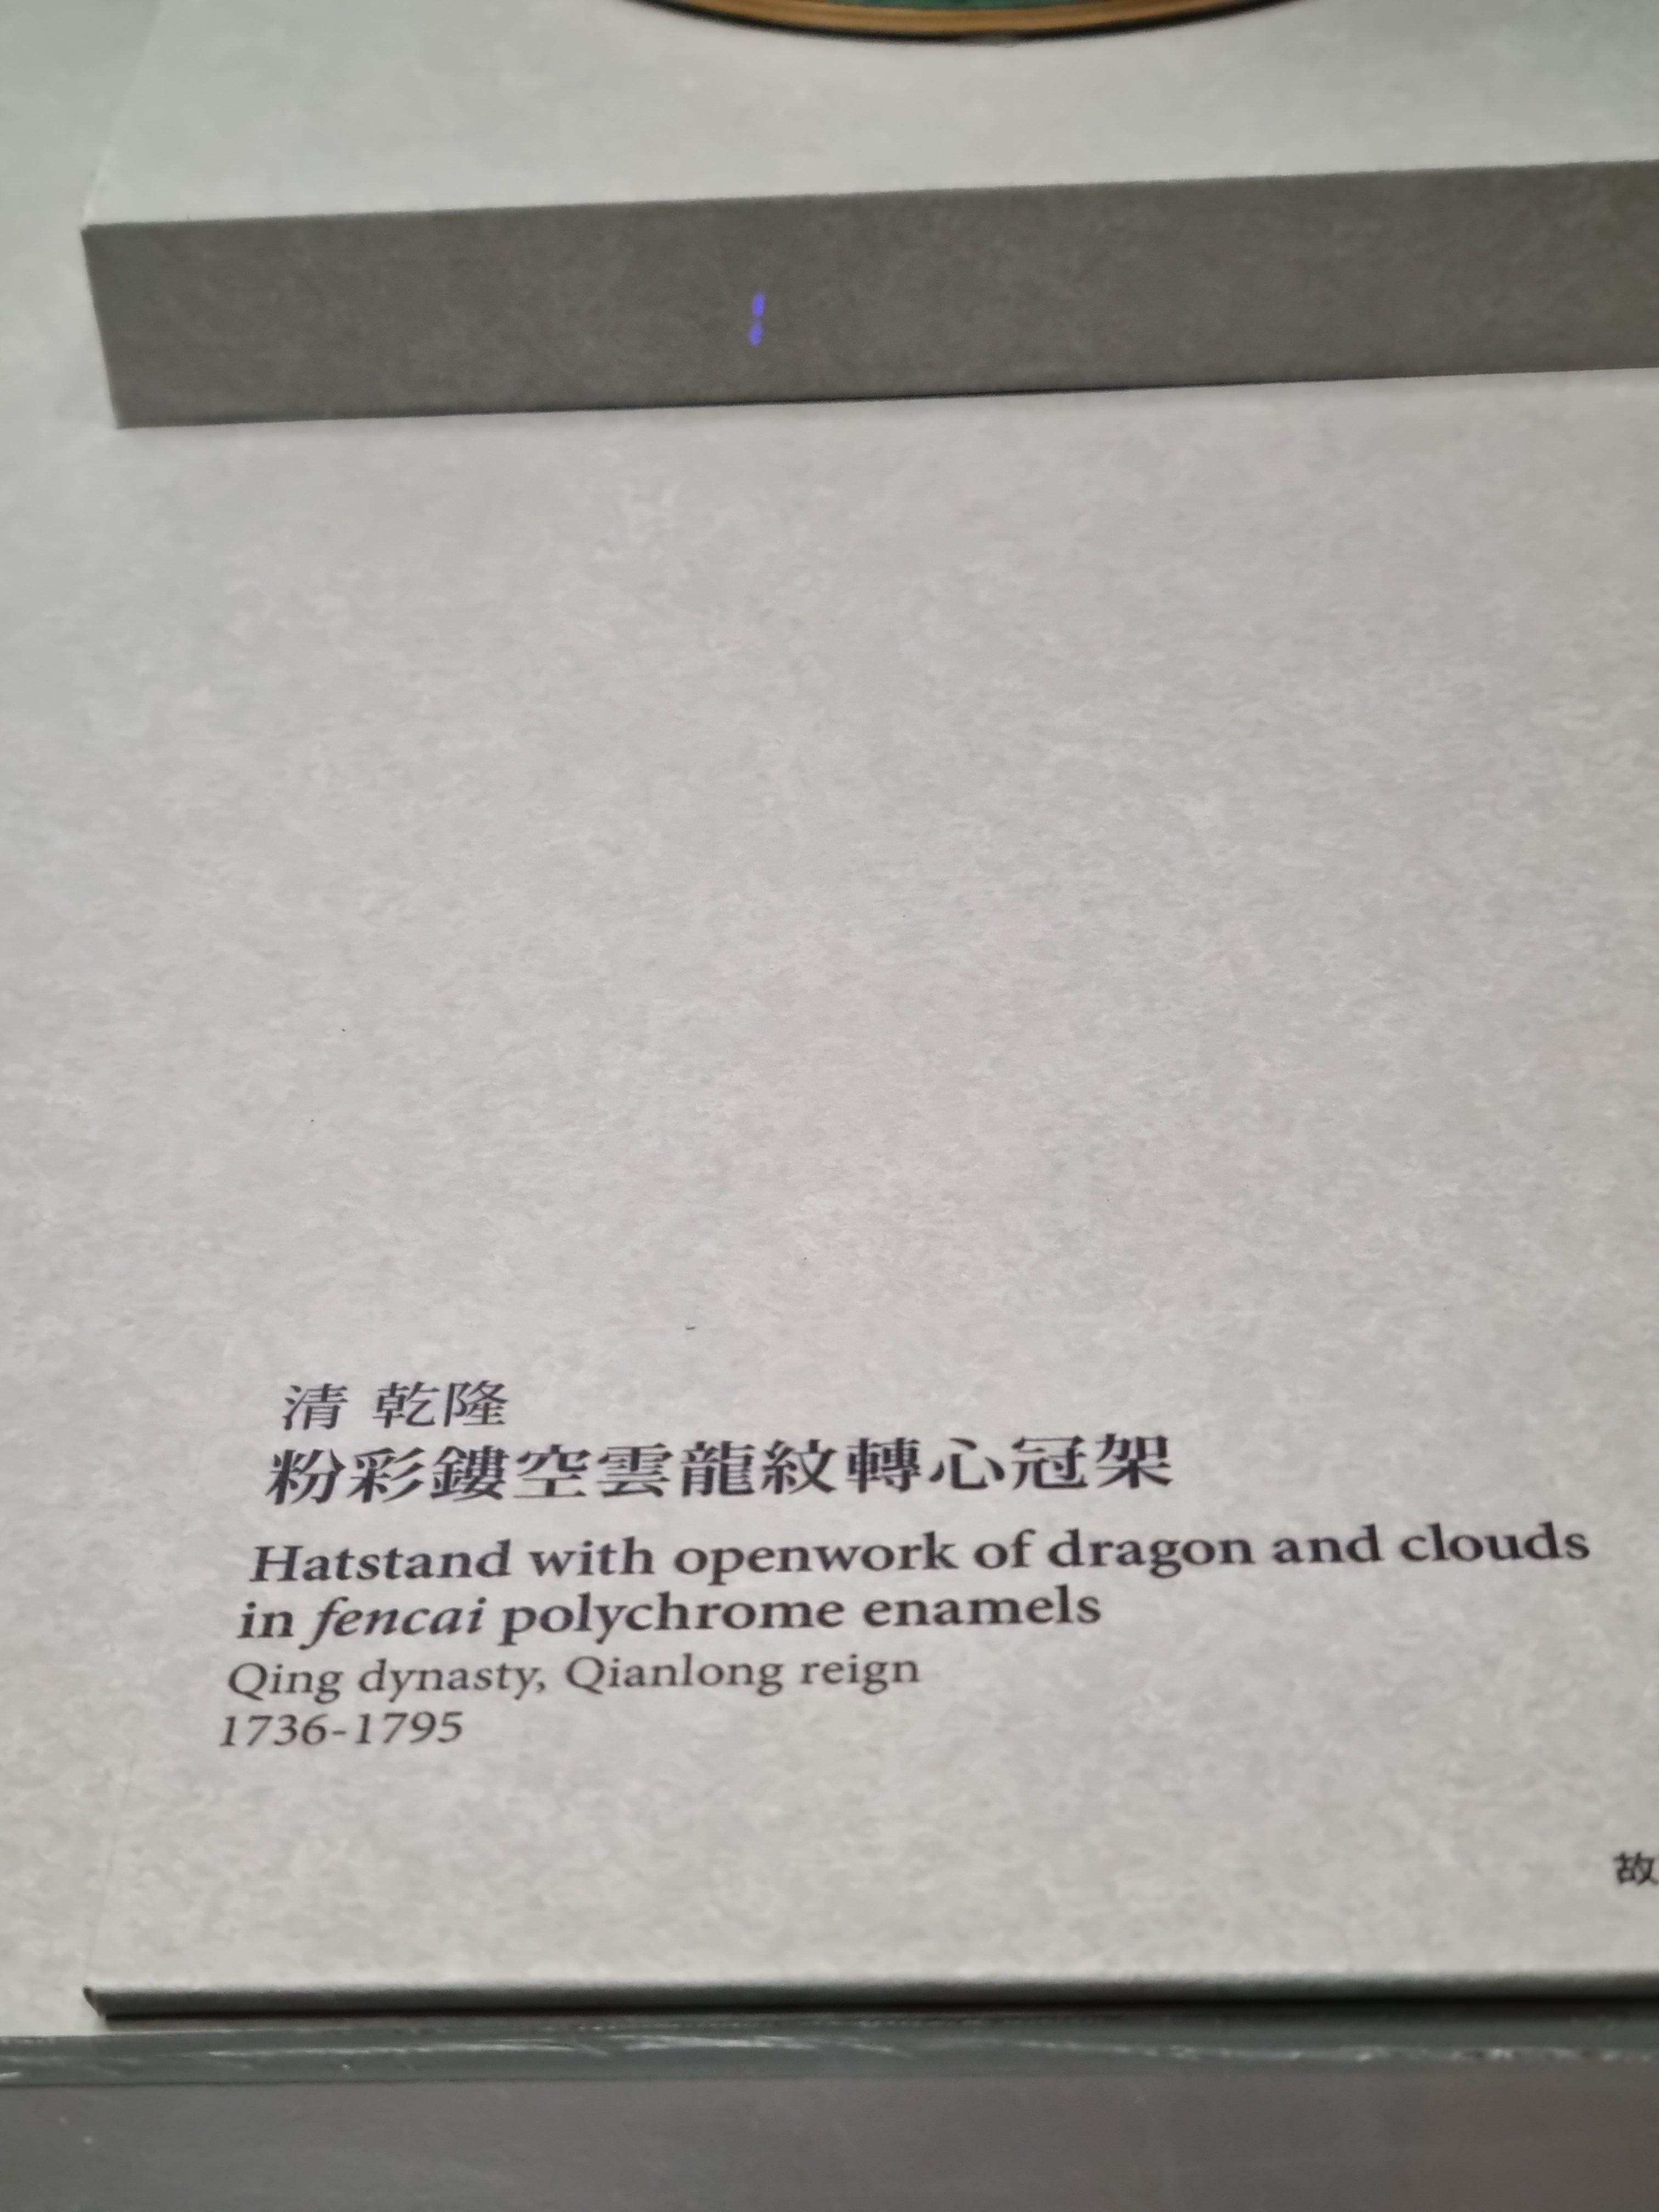 清 乾隆
粉彩鏤空雲龍紋轉心冠架
Hatstand with openwork of dragon and clouds
in fencai polychrome enamels
Qing dynasty, Qianlong reign
1736-1795
故